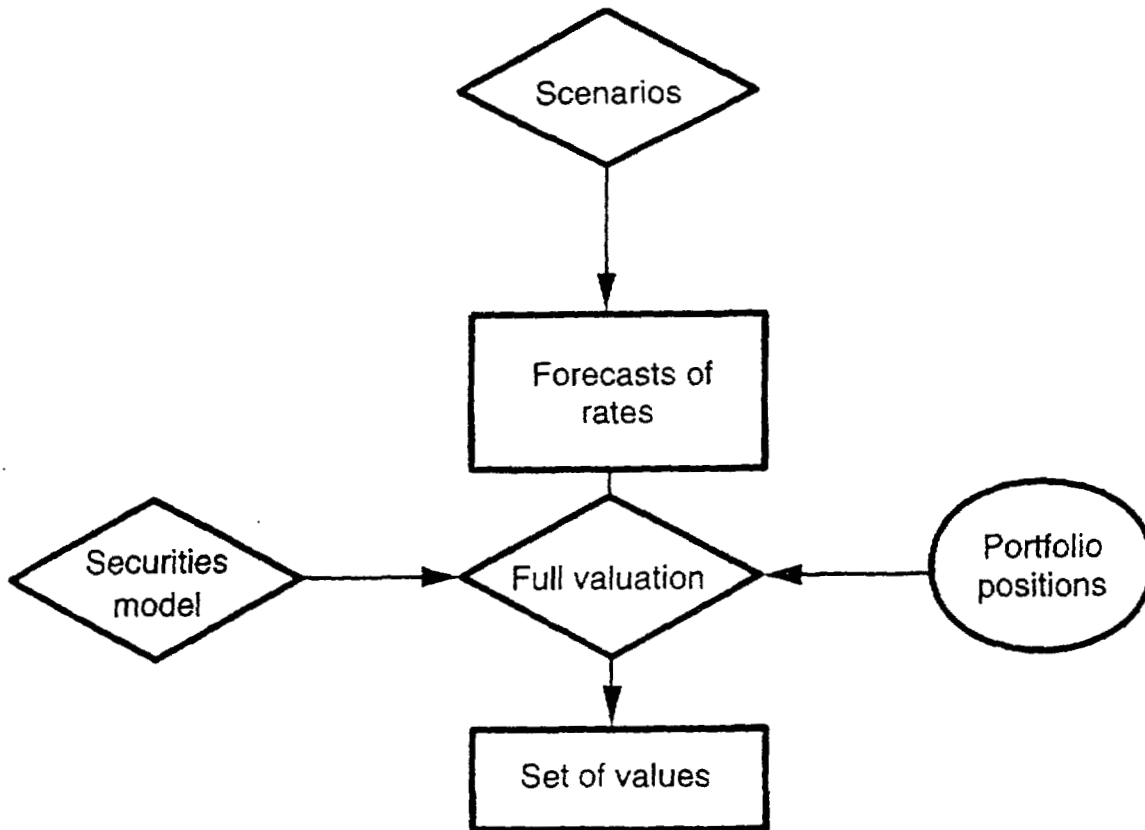 Scenarios
Forecasts of
rates
Securities
model
Full valuation
Portfolio
positions
Set of values